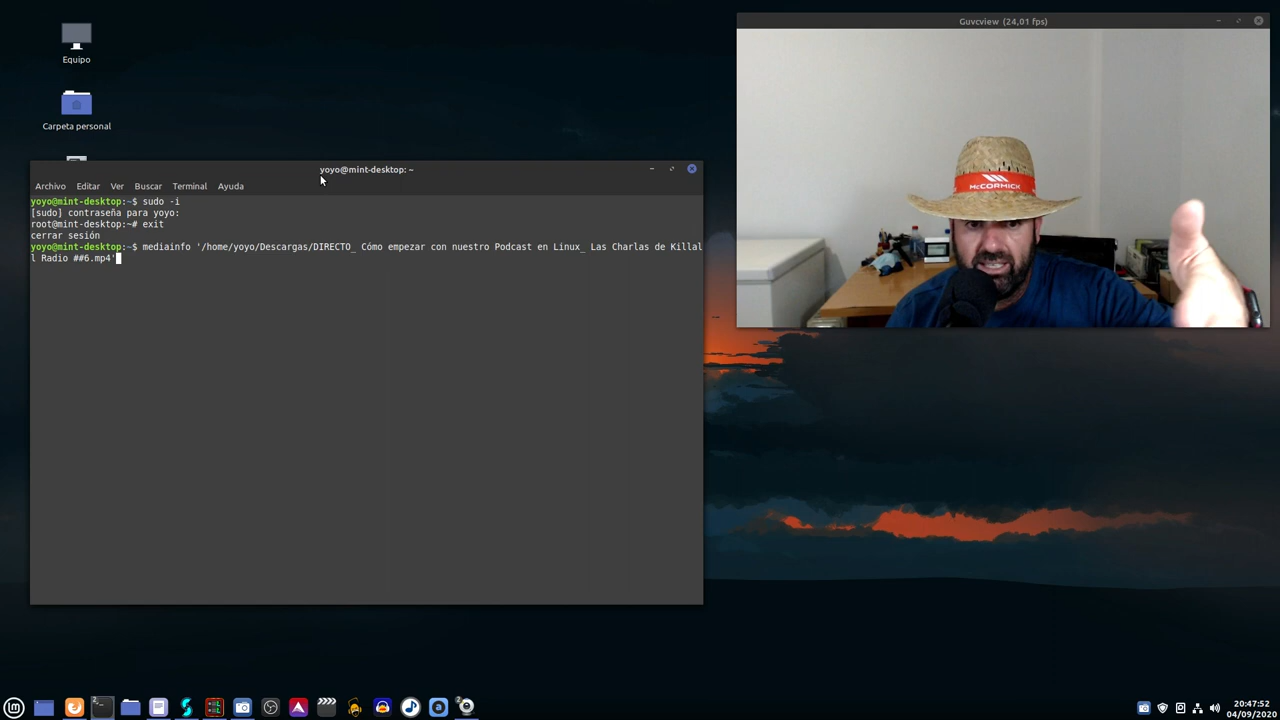 Equipo
Carpeta personal
Guvcview (24,01 fps)
McCORMICK
yoyo@mint-desktop: ~
Archivo Editar Ver Buscar Terminal Ayuda
yoyo@mint-desktop:~$ sudo -i
[sudo] contraseña para yoyo:
root@mint-desktop:~# exit
cerrar sesión
yoyo@mint-desktop:~$ mediainfo '/home/yoyo/Descargas/DIRECTO_ Cómo empezar con nuestro Podcast en Linux_ Las Charlas de Killal
l Radio ##6.mp4'
2
2
20:47:52
04/09/2020